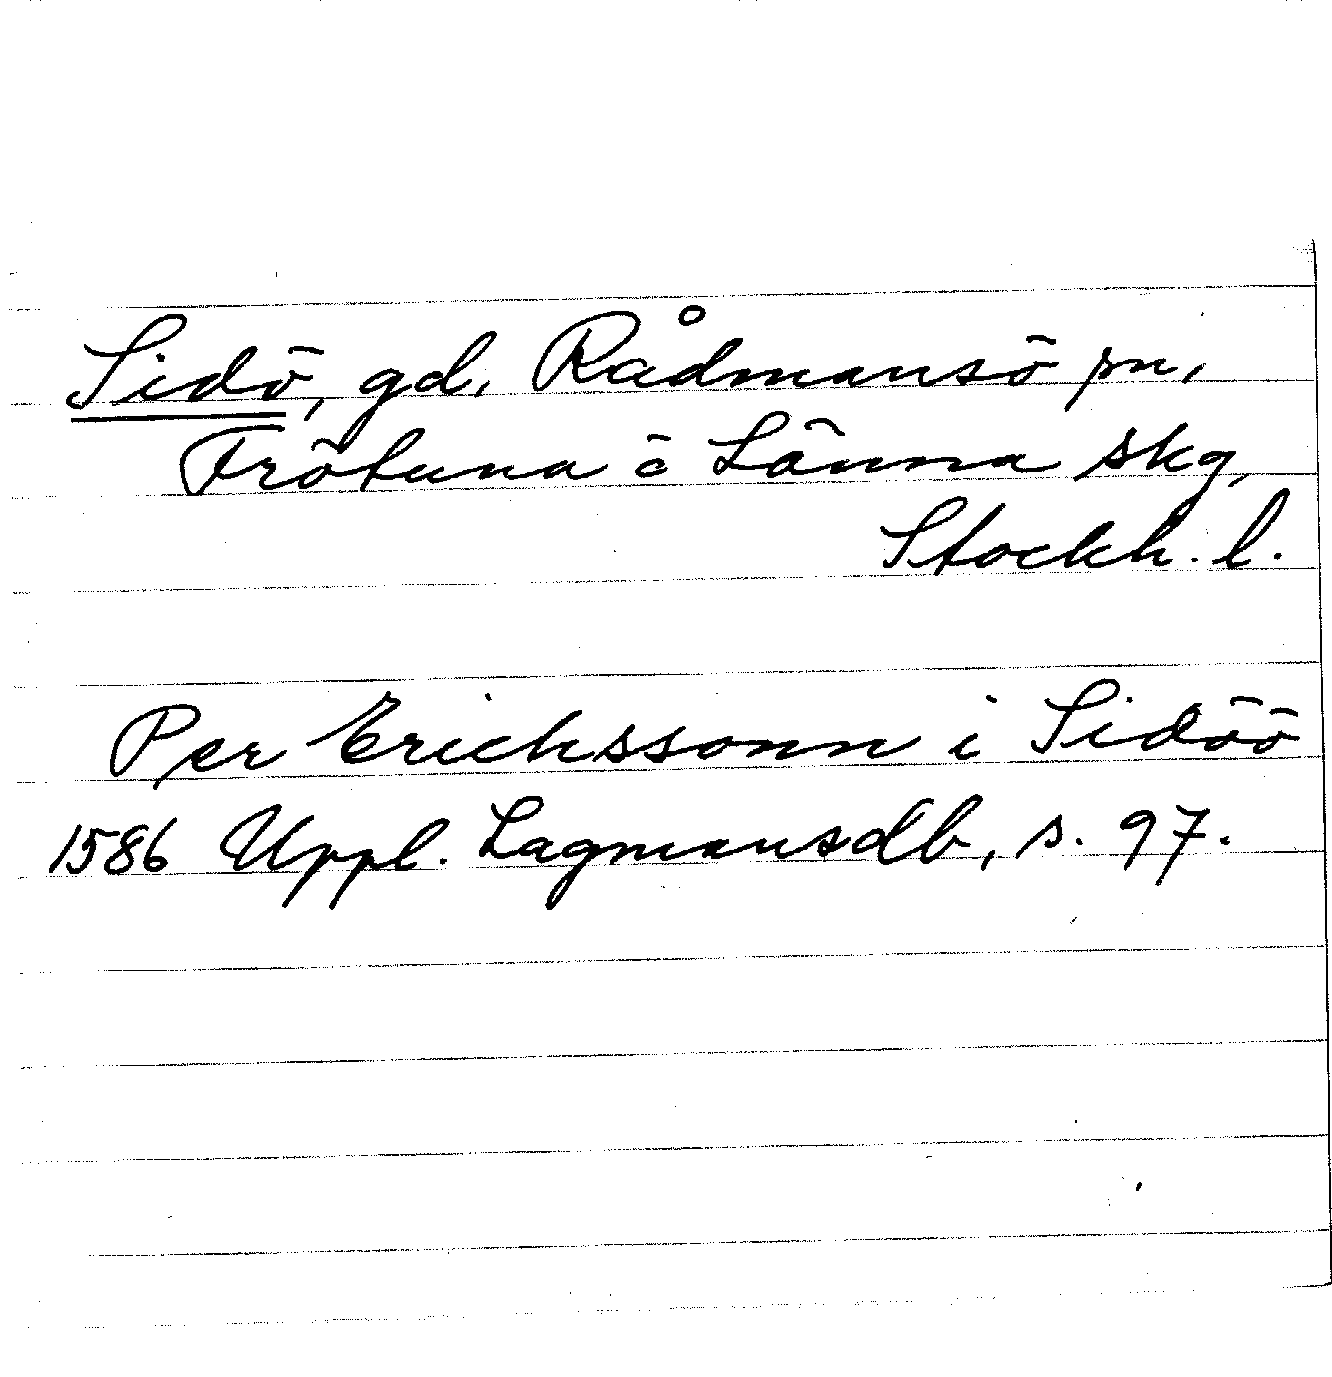 Sidö, gd, Rådmansö sn,
Frötuna o Länna skg,
Stockh. l.
Per Erichssonn i Sidöö
1586 Uppl. Lagmansdb, s. 97.